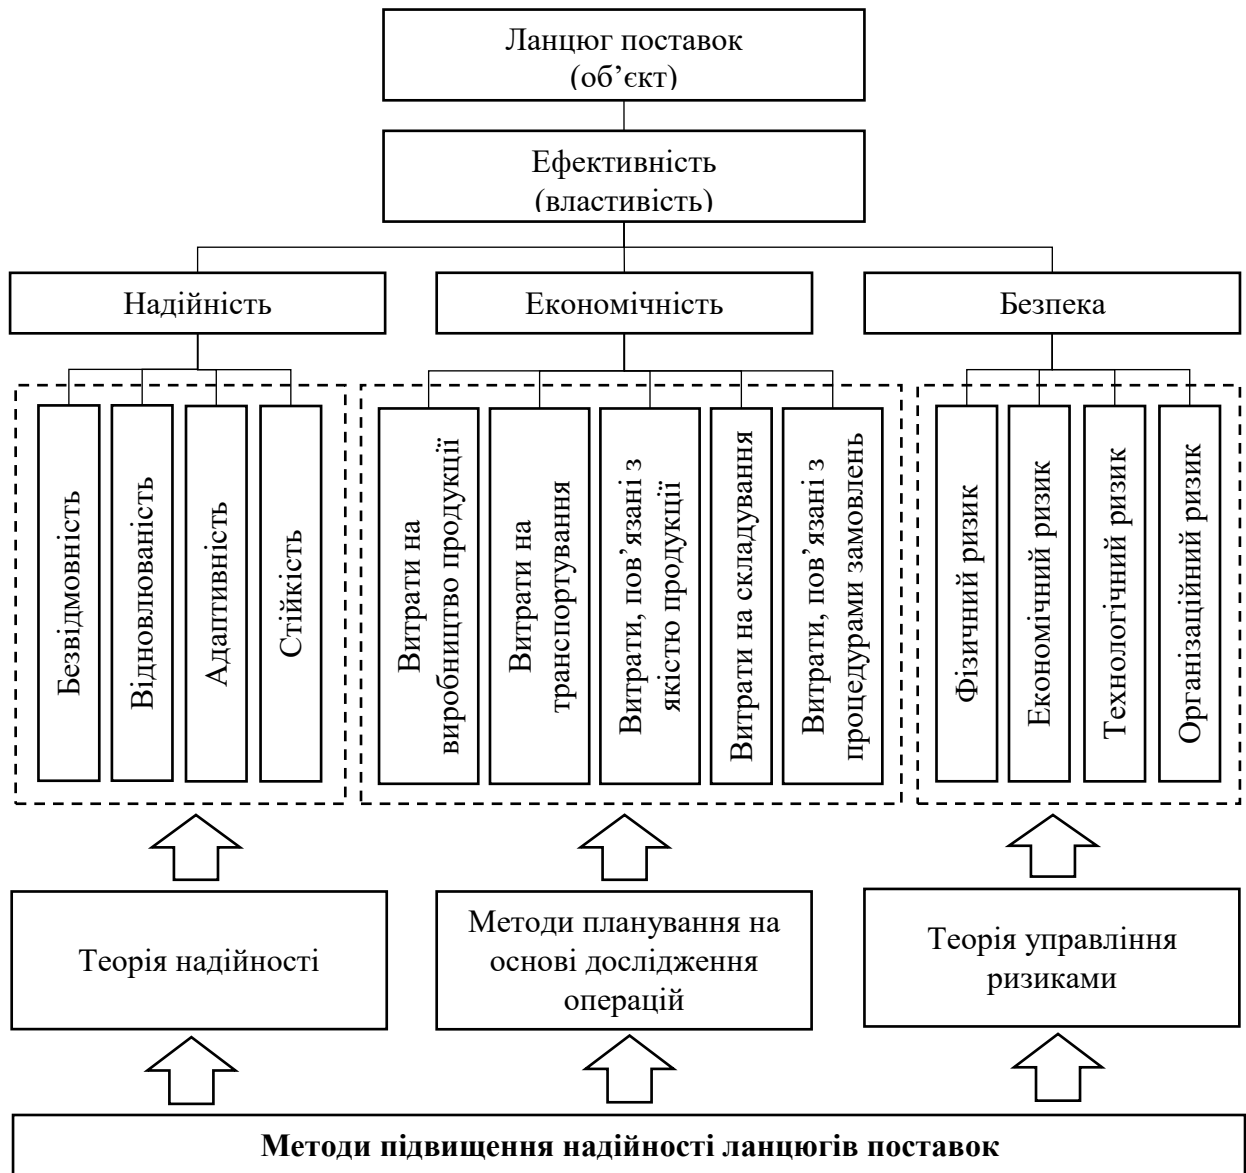 Ланцюг поставок
(об’єкт)
Ефективність
(властивість)
Надійність
Економічність
Безпека
Безвідмовність
Відновлюваність
Адаптивність
Стійкість
Витрати на
виробництво продукції
Витрати на
транспортування
Витрати, пов’язані з
якістю продукції
Витрати на складування
Витрати, пов’язані з
процедурами замовлень
Фізичний ризик
Економічний ризик
Технологічний ризик
Організаційний ризик
Теорія надійності
Методи планування на
основі дослідження
операцій
Теорія управління
ризиками
Методи підвищення надійності ланцюгів поставок